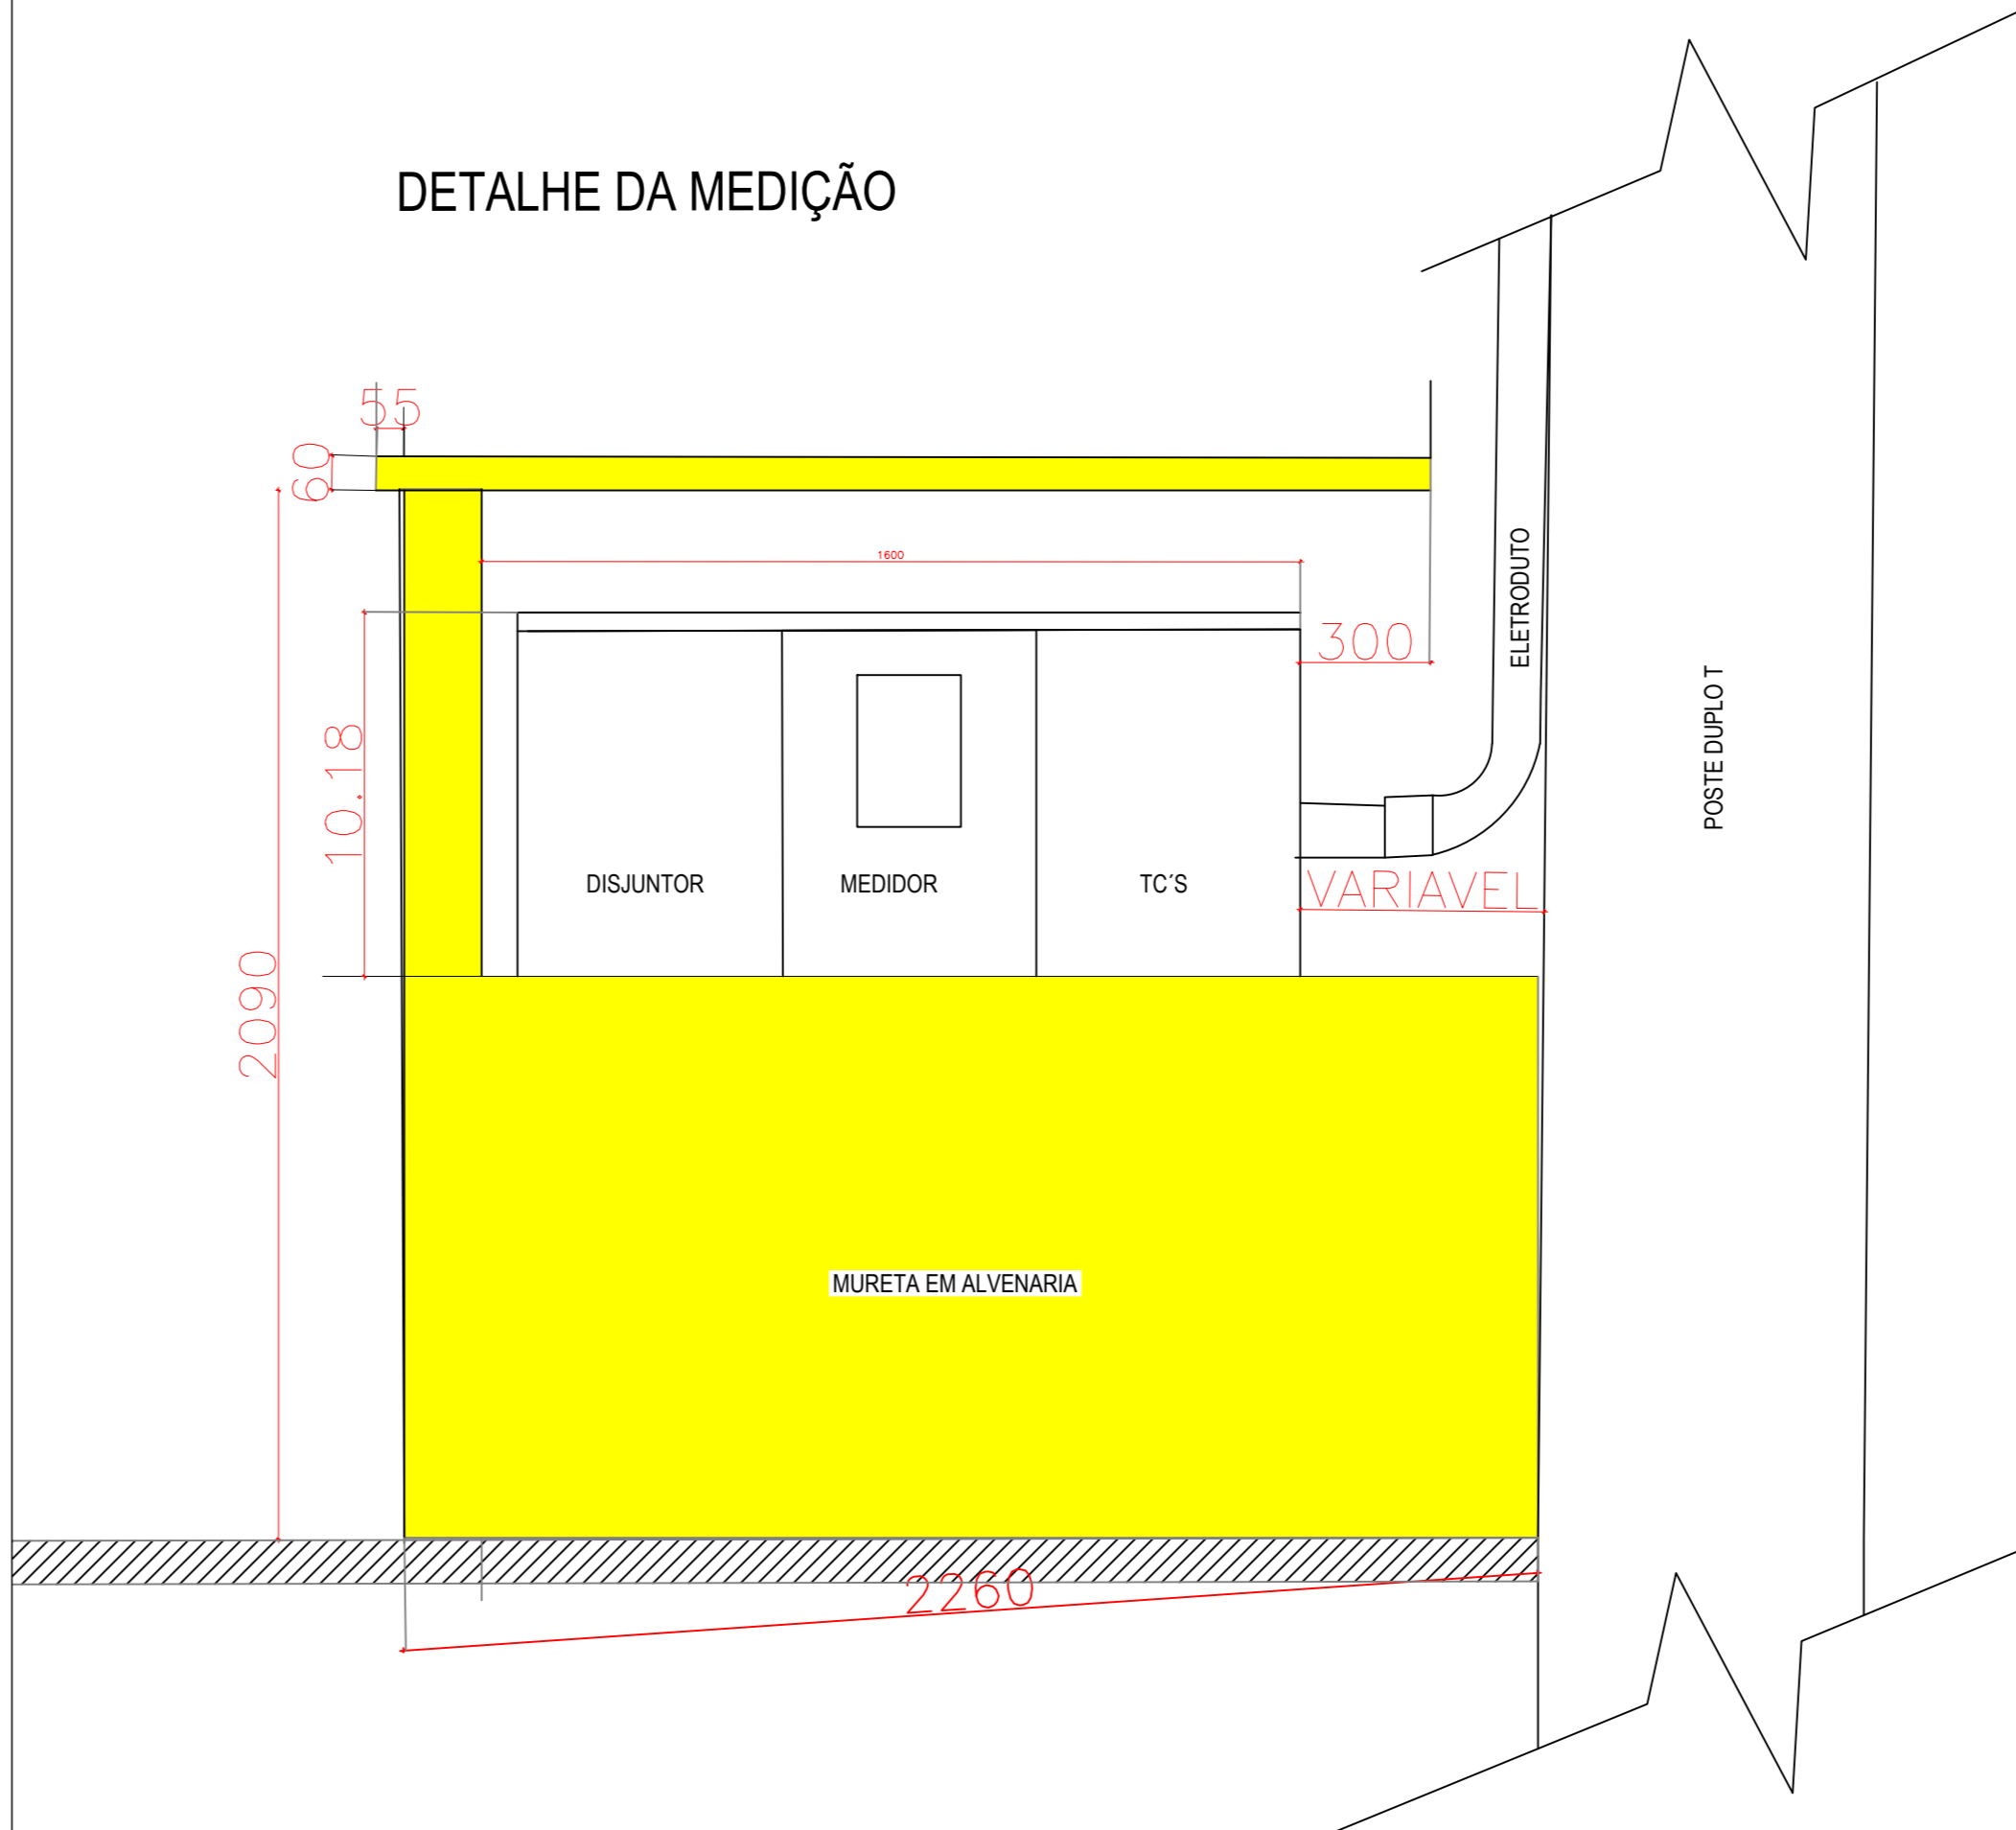 DETALHE DA MEDIÇÃO
55
60
1600
300
ELETRODUTO
POSTE DUPLO T
10.18
DISJUNTOR
MEDIDOR
TC´S
VARIAVEL
2090
MURETA EM ALVENARIA
2260